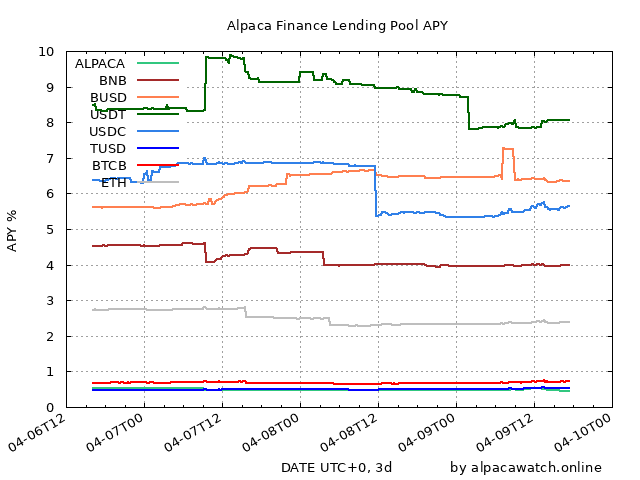 Alpaca Finance Lending Pool APY
10
9
8
7
6
5
4
3
2
1
0
APY %
ALPACA
BNB
BUSD
USDT
USDC
TUSD
BTCB
ETH
04-06T12
04-07T00
04-07T12
04-08T00
04-08T12
04-09T00
04-09T12
04-10T00
DATE UTC+0, 3d
by alpacawatch.online